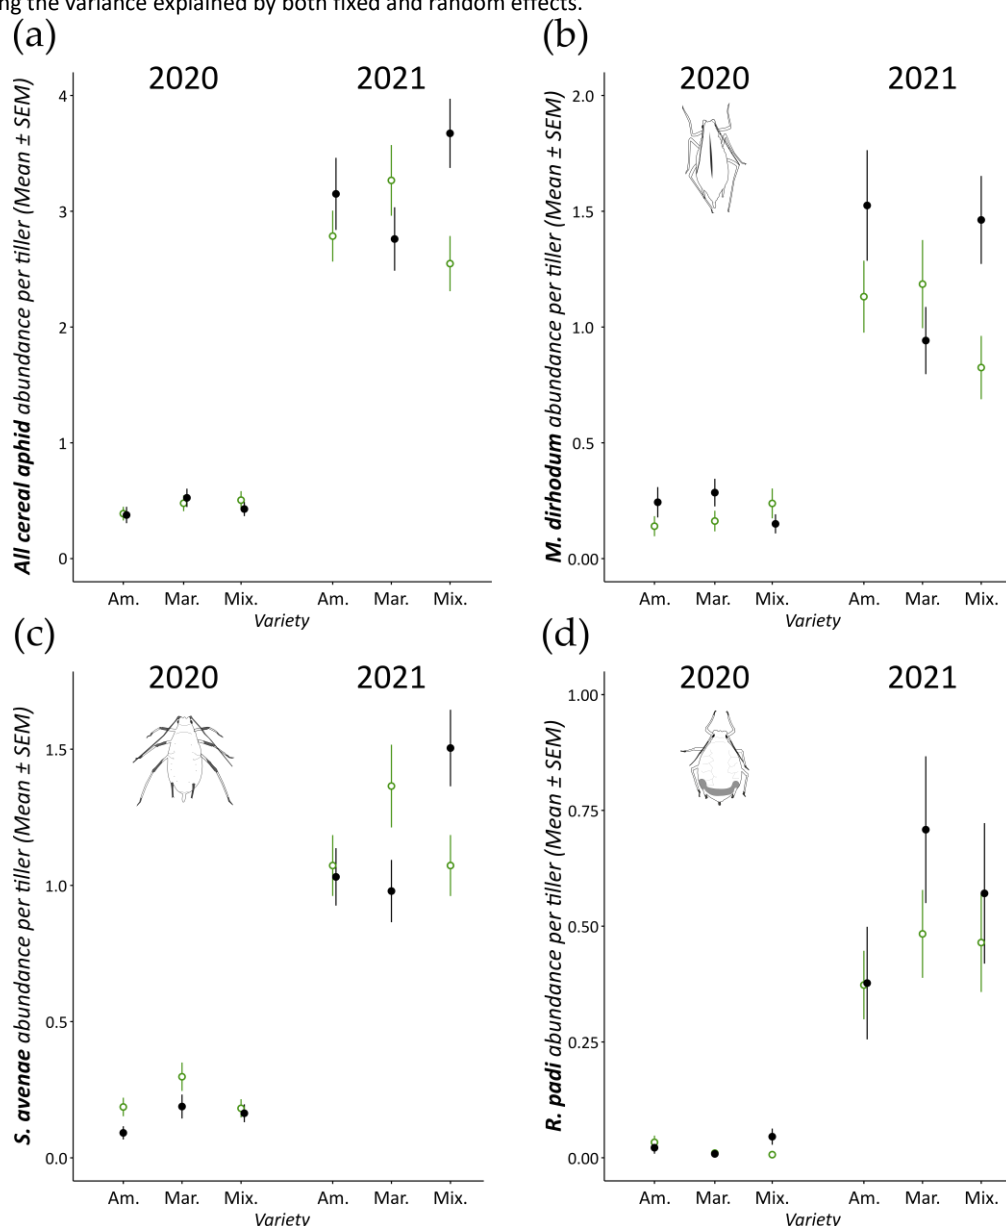 ng the variance explained by both fixed and random effects.
(a)
2020 2021
All cereal aphid abundance per tiller (Mean ± SEM)
4
3
2
1
0
Am. Mar. Mix. Am. Mar. Mix.
Variety
(b)
2020 2021
M. dirhodum abundance per tiller (Mean ± SEM)
2.0
1.5
1.0
0.5
0.00
Am. Mar. Mix. Am. Mar. Mix.
Variety
(c)
2020 2021
S. avenae abundance per tiller (Mean ± SEM)
1.5
1.0
0.5
0.0
Am. Mar. Mix. Am. Mar. Mix.
Variety
(d)
2020 2021
R. padi abundance per tiller (Mean ± SEM)
1.00
0.75
0.50
0.25
0.00
Am. Mar. Mix. Am. Mar. Mix.
Variety